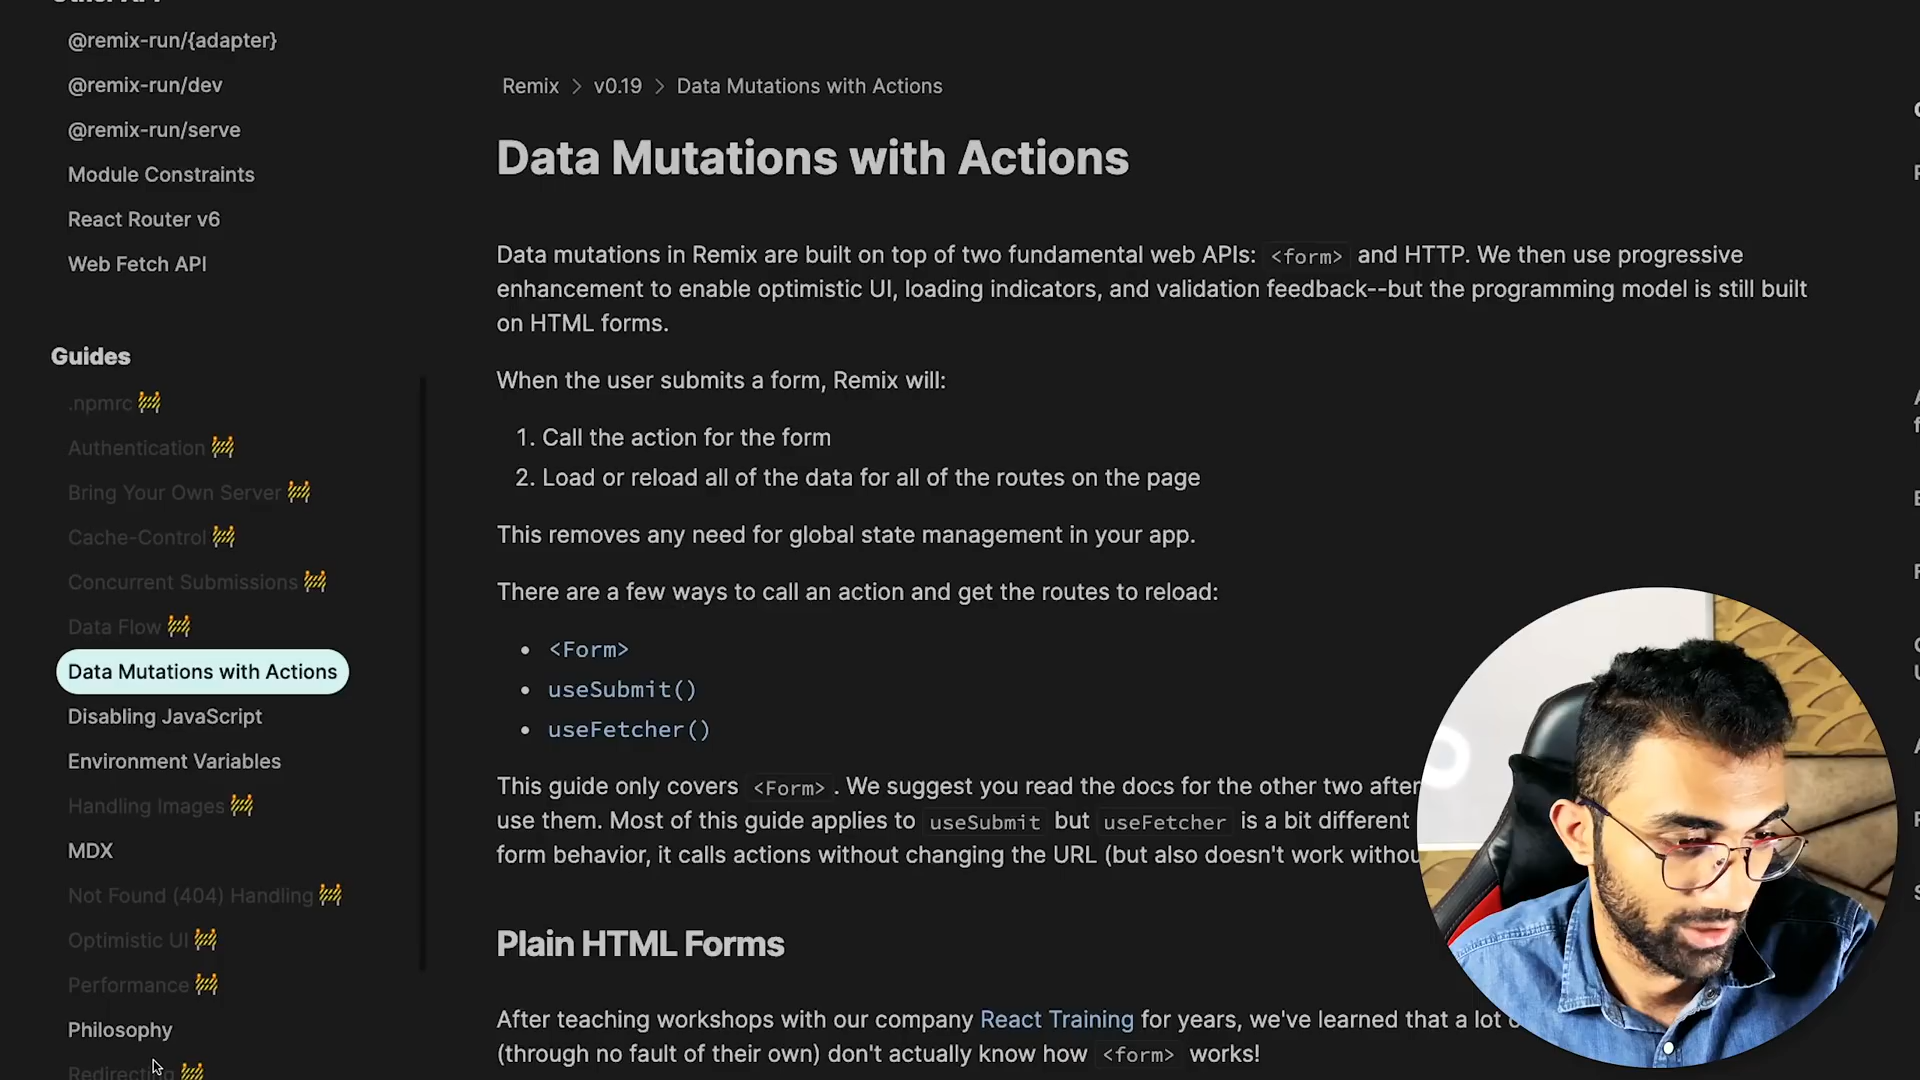 @remix-run/{adapter}
@remix-run/dev
@remix-run/serve
Module Constraints
React Router v6
Web Fetch API
Guides
.npmrc 🚧
Authentication 🚧
Bring Your Own Server 🚧
Cache-Control 🚧
Concurrent Submissions 🚧
Data Flow 🚧
Data Mutations with Actions
Disabling JavaScript
Environment Variables
Handling Images 🚧
MDX
Not Found (404) Handling 🚧
Optimistic UI 🚧
Performance 🚧
Philosophy
Redirecting 🚧
Remix > v0.19 > Data Mutations with Actions
Data Mutations with Actions
Data mutations in Remix are built on top of two fundamental web APIs: <form> and HTTP. We then use progressive
enhancement to enable optimistic UI, loading indicators, and validation feedback--but the programming model is still built
on HTML forms.
When the user submits a form, Remix will:
1. Call the action for the form
2. Load or reload all of the data for all of the routes on the page
This removes any need for global state management in your app.
There are a few ways to call an action and get the routes to reload:
• <Form>
• useSubmit()
• useFetcher()
This guide only covers <Form>. We suggest you read the docs for the other two after
use them. Most of this guide applies to useSubmit but useFetcher is a bit different
form behavior, it calls actions without changing the URL (but also doesn't work withou
Plain HTML Forms
After teaching workshops with our company React Training for years, we've learned that a lot
(through no fault of their own) don't actually know how <form> works!